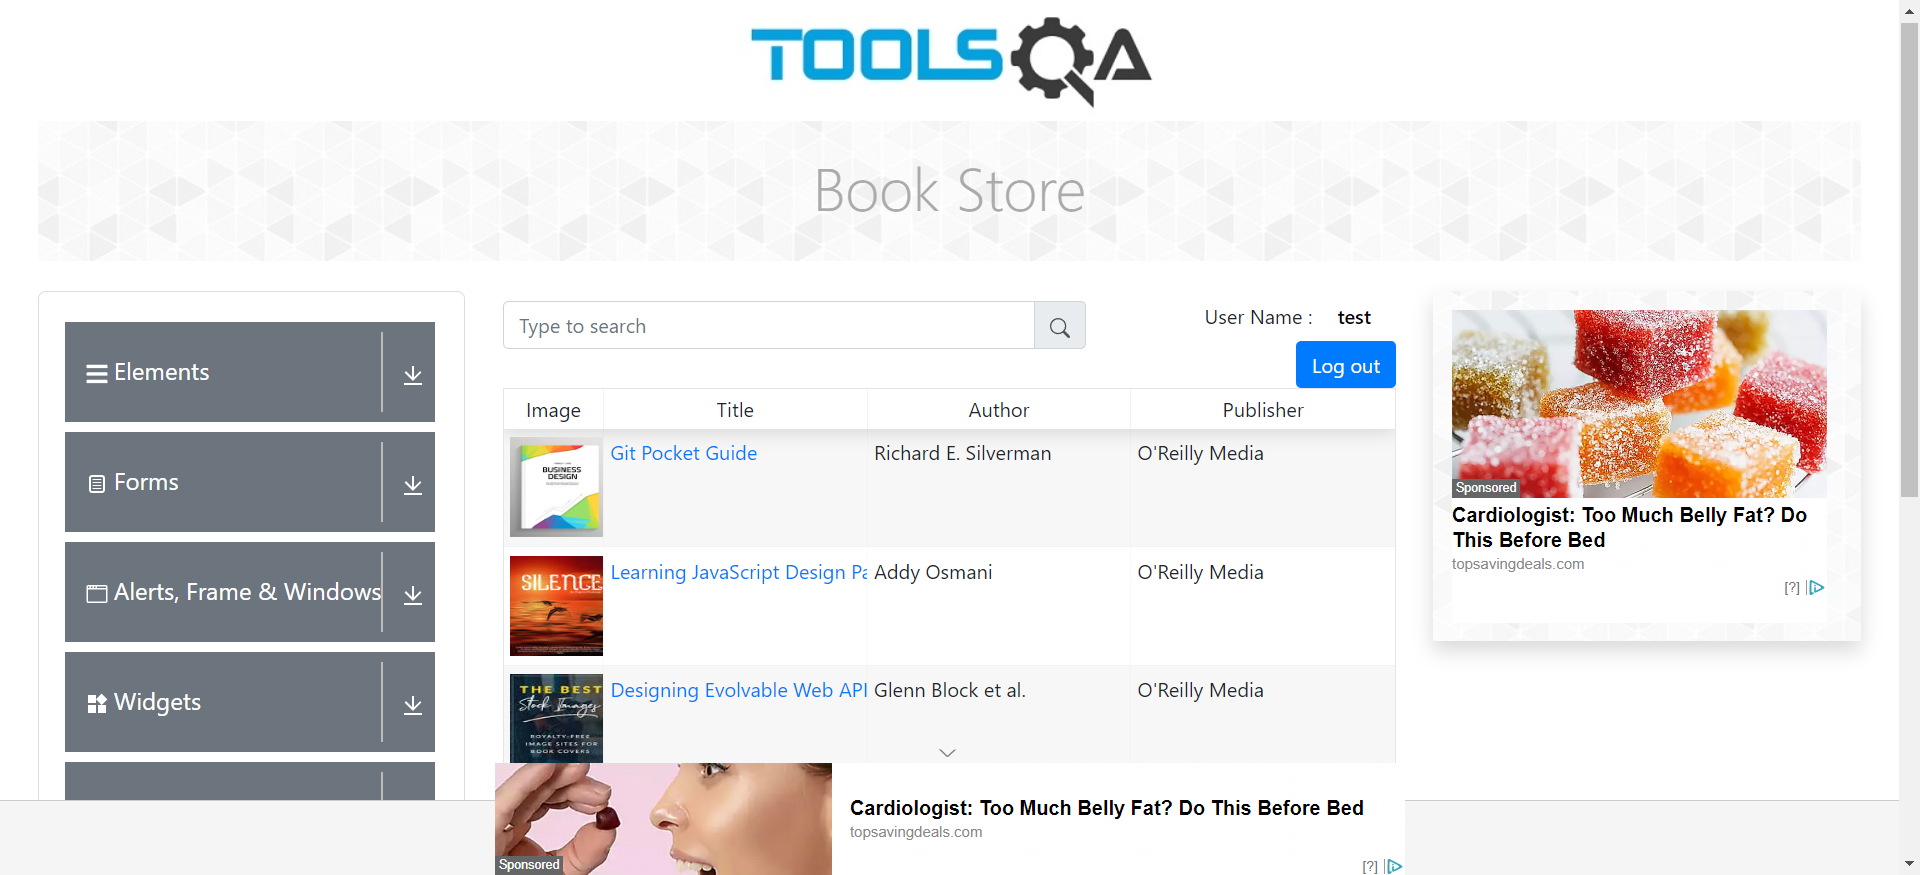 TOOLSQA
Book Store
Elements
Forms
Alerts, Frame & Windows
Widgets
Type to search
User Name : test
Log out
Image Title Author Publisher
BUSINESS
DESIGN
Git Pocket Guide Richard E. Silverman O'Reilly Media
SILENCE
Learning JavaScript Design Pa Addy Osmani O'Reilly Media
THE BEST
Stock Images
ROYALTY-FREE
IMAGE SITES FOR
BOOK COVERS
Designing Evolvable Web API Glenn Block et al. O'Reilly Media
Sponsored
Cardiologist: Too Much Belly Fat? Do
This Before Bed
topsavingdeals.com
[?]
Sponsored
Cardiologist: Too Much Belly Fat? Do This Before Bed
topsavingdeals.com
[?]